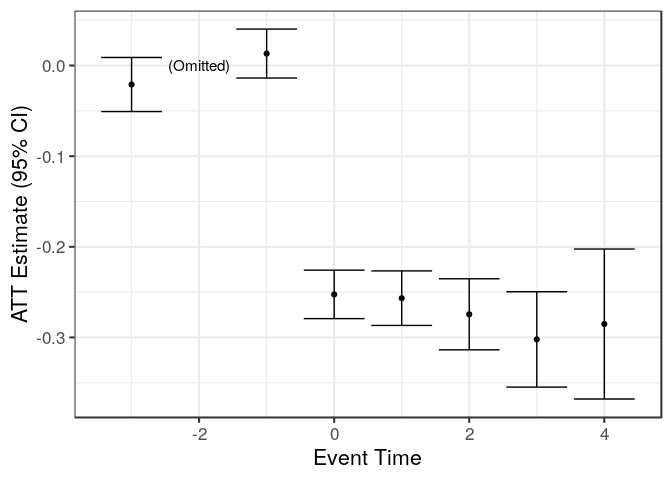 ATT Estimate (95% CI)
0.0
-0.1
-0.2
-0.3
(Omitted)
-2
0
2
4
Event Time